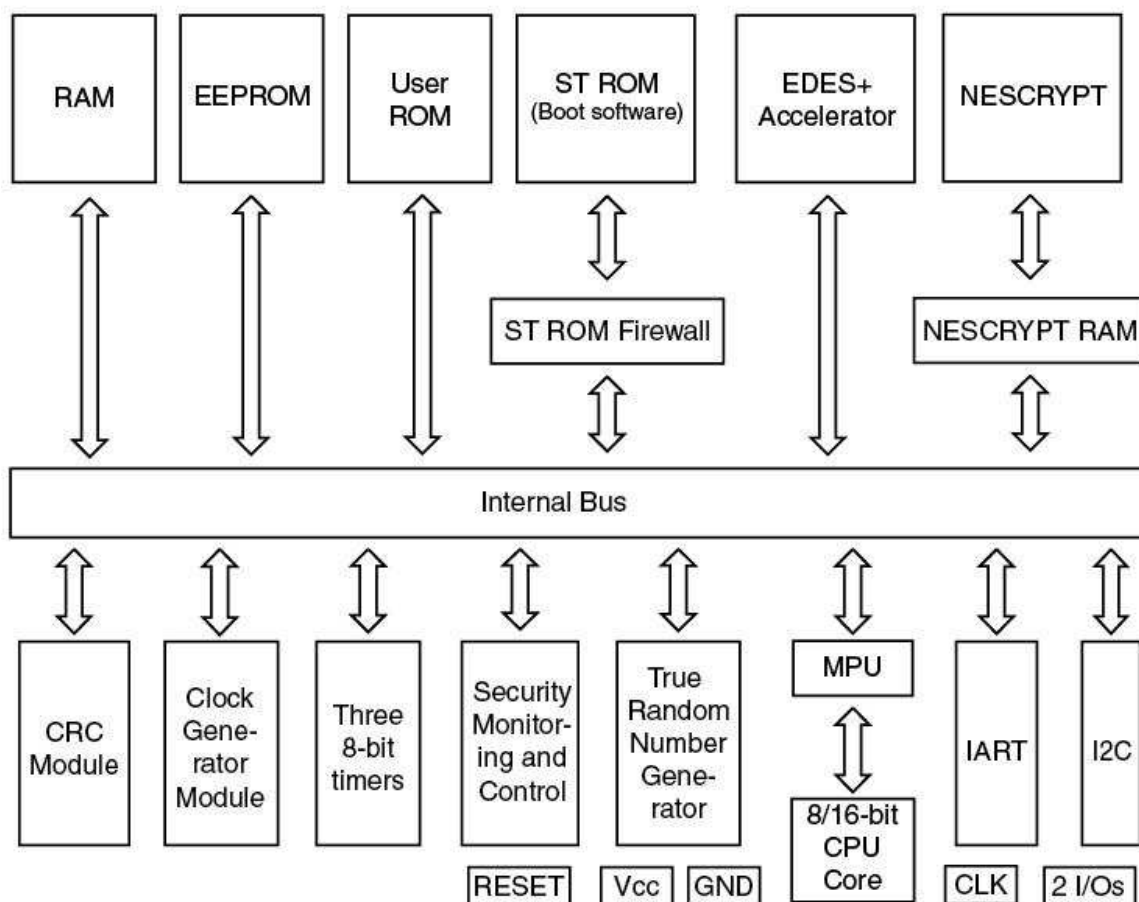 RAM
EEPROM
User
ROM
ST ROM
(Boot software)
EDES+
Accelerator
NESCRYPT
ST ROM Firewall
NESCRYPT RAM
Internal Bus
CRC
Module
Clock
Gene-
rator
Module
Three
8-bit
timers
Security
Monitor-
ing and
Control
True
Random
Number
Gene-
rator
MPU
8/16-bit
CPU
Core
IART
I2C
RESET
Vcc
GND
CLK
2 I/Os